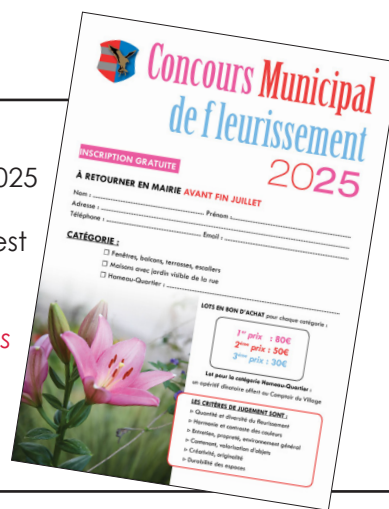 025
est
s
Concours Municipal
de fleurissement
2025
INSCRIPTION GRATUITE
À RETOURNER EN MAIRIE AVANT FIN JUILLET
Nom : Prénom :
Adresse :
Téléphone : Email :
CATÉGORIE :
☐ Fenêtres, balcons, terrasses, escaliers
☐ Maisons avec jardin visible de la rue
☐ Hameau-Quartier :
LOTS EN BON D'ACHAT pour chaque catégorie :
1er prix : 80€
2ème prix : 50€
3ème prix : 30€
Lot pour la catégorie Hameau-Quartier :
un apéritif dînatoire offert au Comptoir du Village
LES CRITÈRES DE JUGEMENT SONT :
> Quantité et diversité du fleurissement
> Harmonie et contraste des couleurs
> Entretien, propreté, environnement général
> Contenant, valorisation d'objets
> Créativité, originalité
> Durabilité des espaces